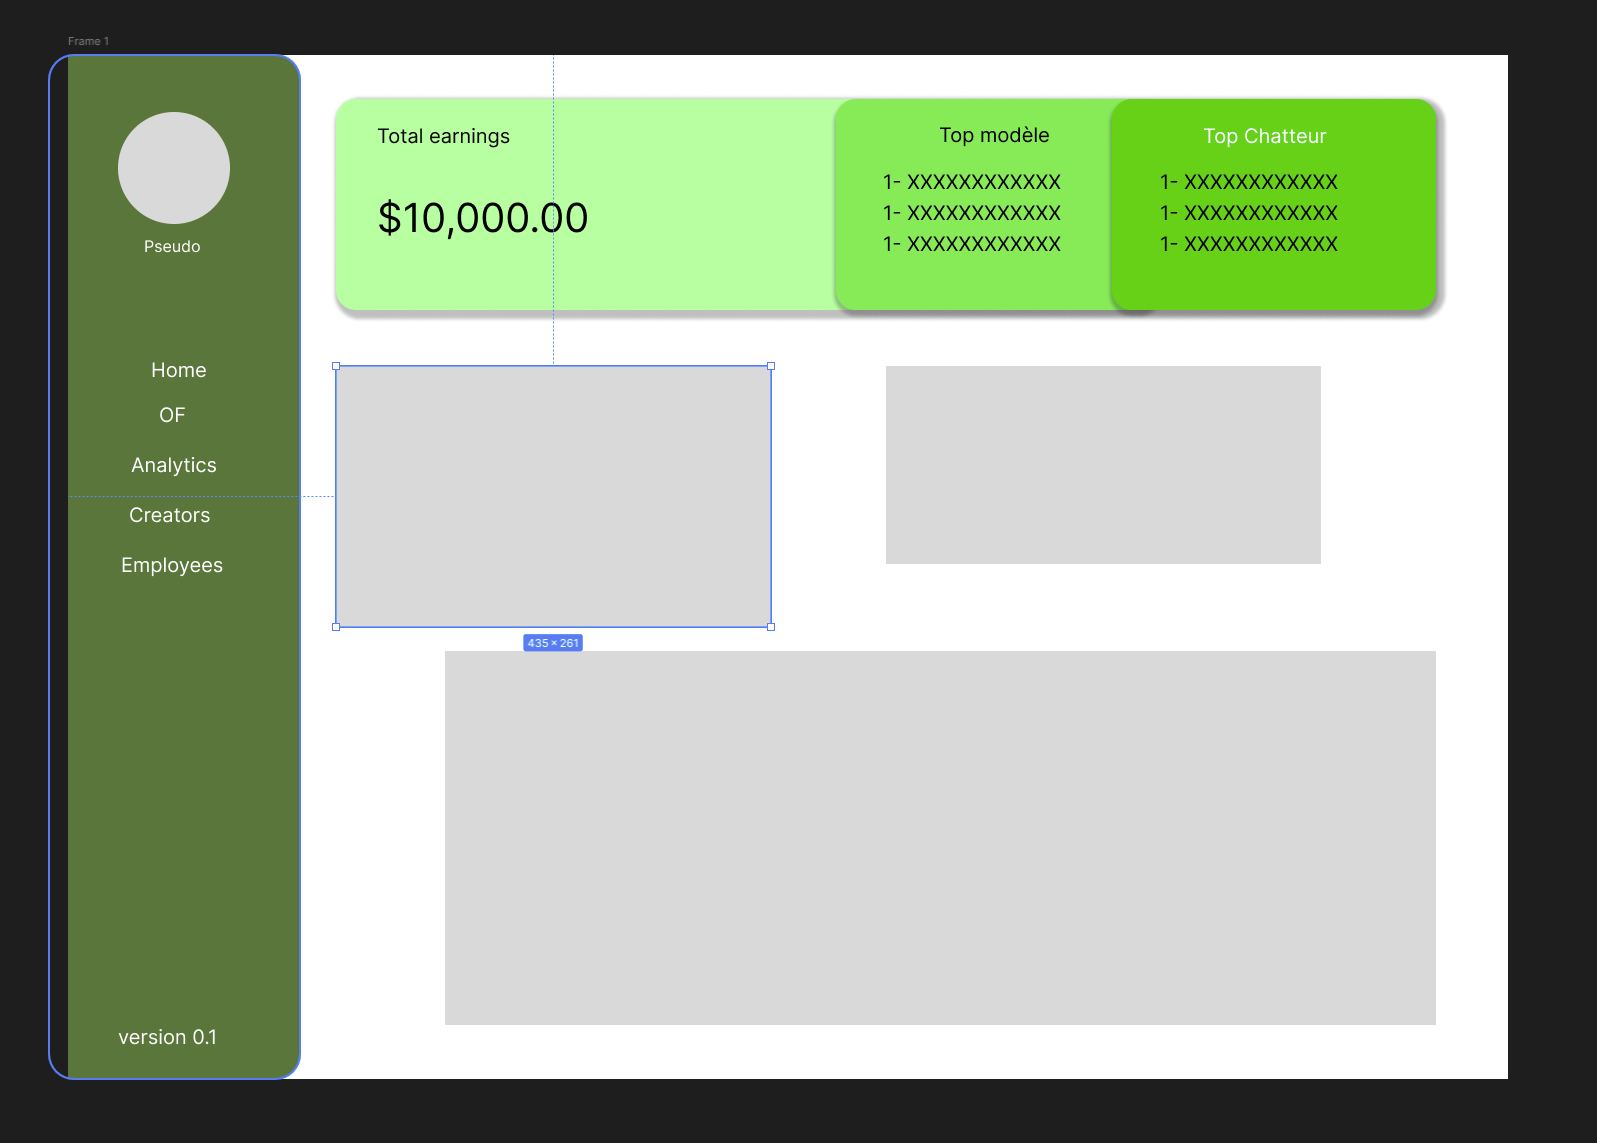 Frame 1
Pseudo
Home
OF
Analytics
Creators
Employees
version 0.1
Total earnings
$10,000.00
Top modèle
1- XXXXXXXXXXXX
1- XXXXXXXXXXXX
1- XXXXXXXXXXXX
Top Chatteur
1- XXXXXXXXXXXX
1- XXXXXXXXXXXX
1- XXXXXXXXXXXX
435 × 261